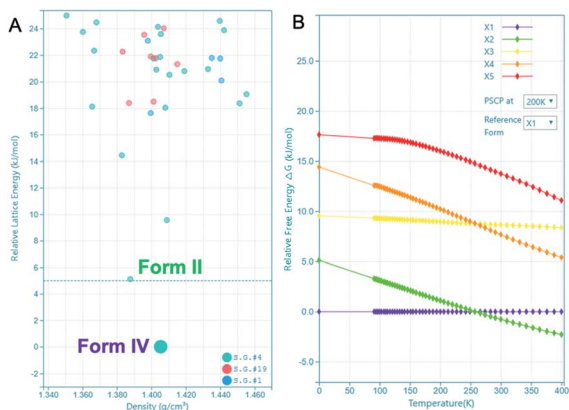 A
Relative Lattice Energy (kJ/mol)
24
22
20
18
16
14
12
10
8
6
4
2
0
-2
Form II
Form IV
S.G.#4
S.G.#19
S.G.#1
1.340
1.360
1.380
1.400
1.420
1.440
1.460
Density (g/cm³)
B
Relative Free Energy △G (kJ/mol)
25.0
20.0
15.0
10.0
5.0
0.0
-5.0
X1
X2
X3
X4
X5
PSCP at 200K ▾
Reference Form X1 ▾
0 50 100 150 200 250 300 350 400
Temperature(K)